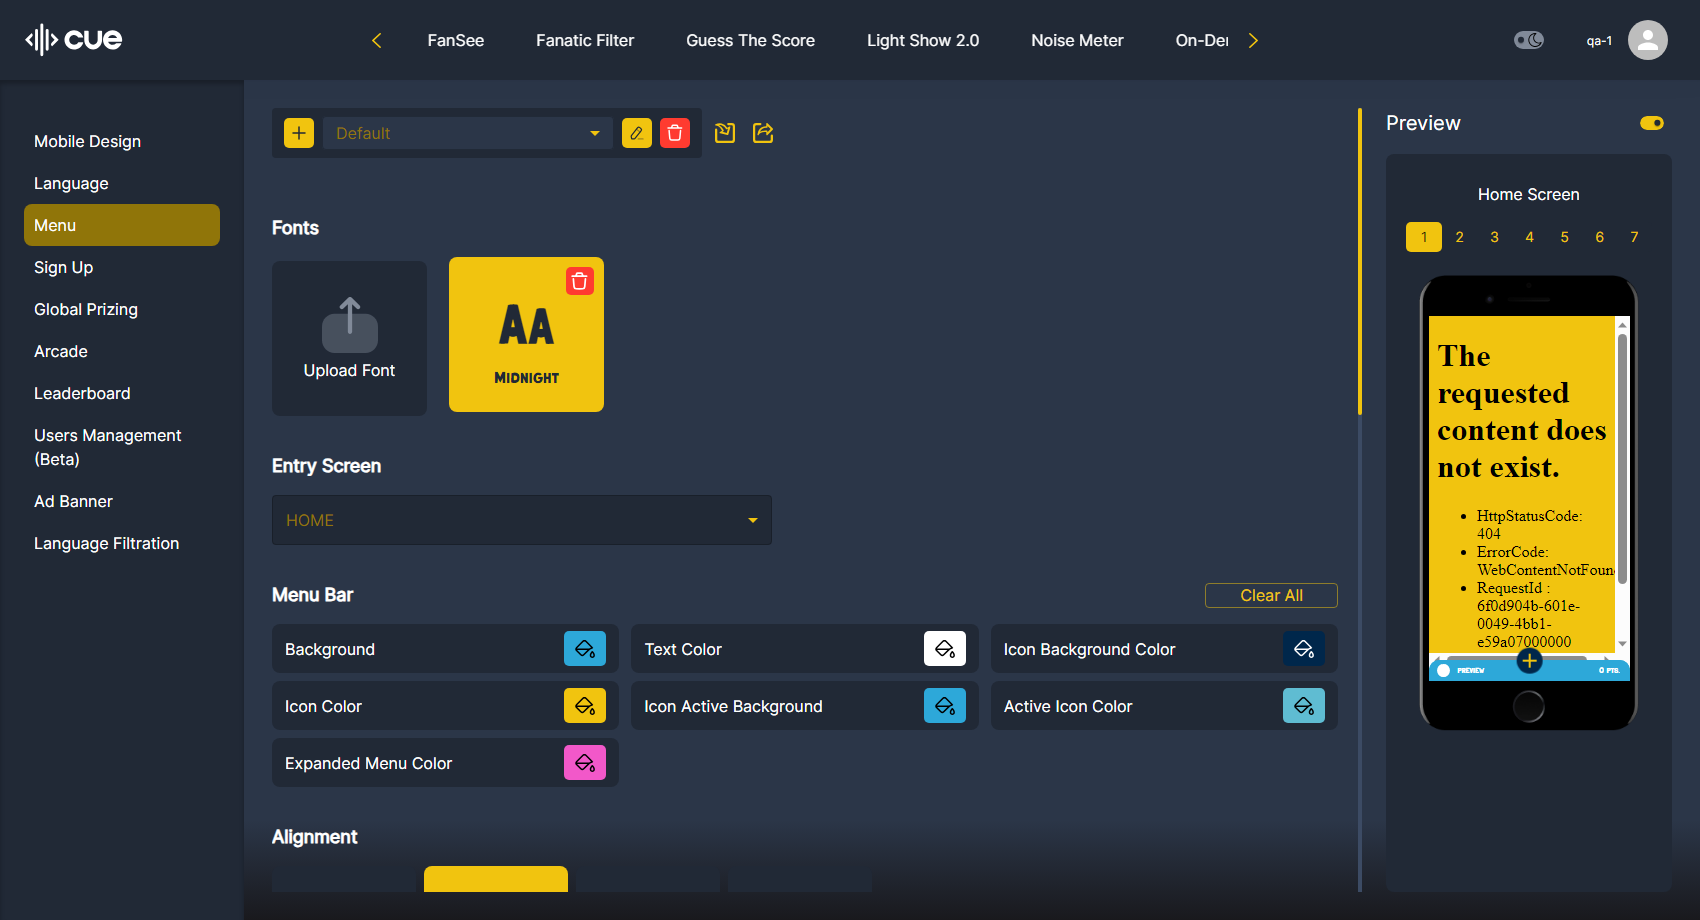 cue
FanSee
Fanatic Filter
Guess The Score
Light Show 2.0
Noise Meter
On-Der
qa-1
Mobile Design
Language
Menu
Sign Up
Global Prizing
Arcade
Leaderboard
Users Management
(Beta)
Ad Banner
Language Filtration
Default
Fonts
Upload Font
AA
MIDNIGHT
Entry Screen
HOME
Menu Bar
Clear All
Background
Text Color
Icon Background Color
Icon Color
Icon Active Background
Active Icon Color
Expanded Menu Color
Alignment
Preview
Home Screen
1 2 3 4 5 6 7
The
requested
content does
not exist.
• HttpStatusCode:
404
• ErrorCode:
WebContentNotFoun
• RequestId :
6f0d904b-601e-
0049-4bb1-
e59a07000000
PREVIEW
0 PTS.